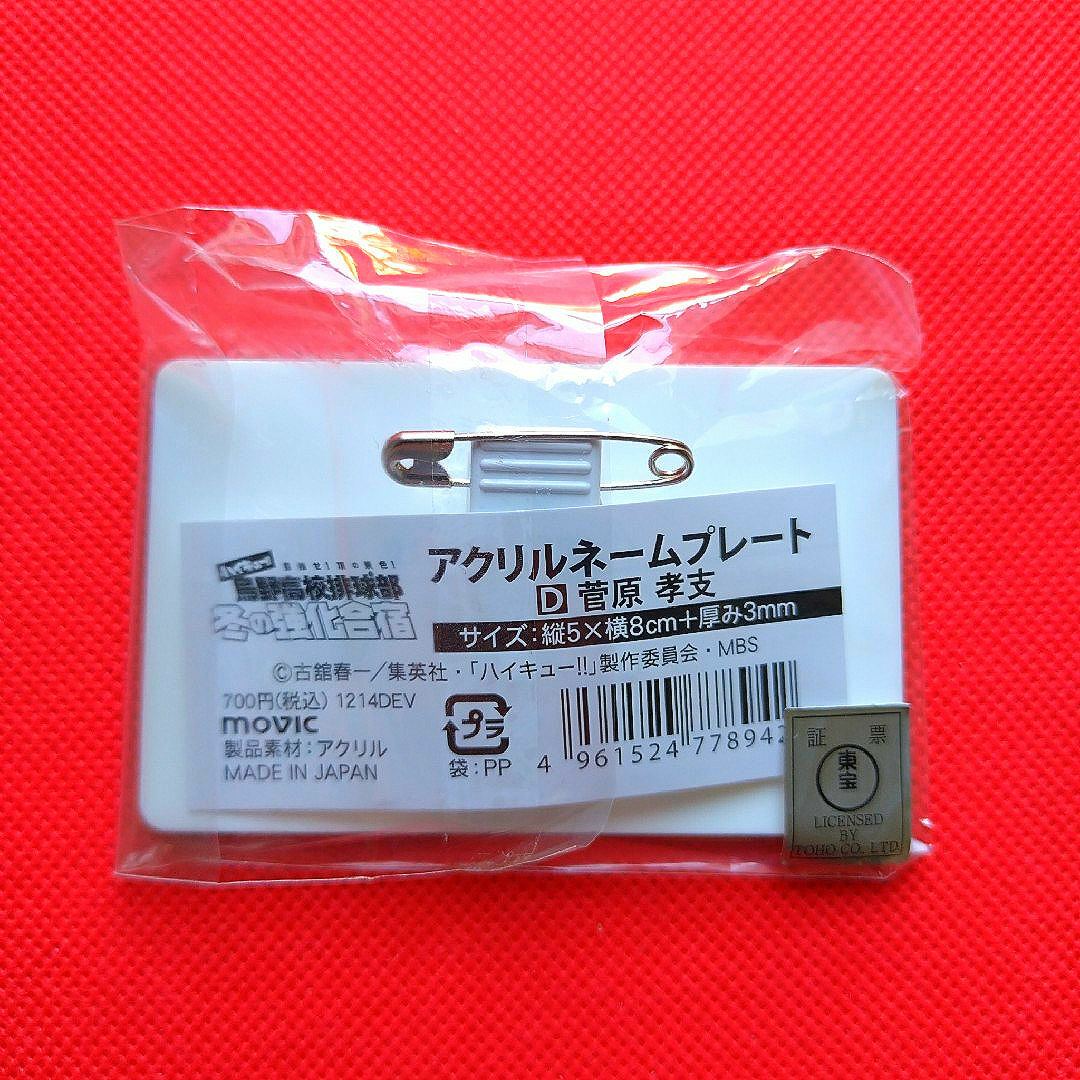 アクリルネームプレート
D 菅原 孝支
サイズ:縦5×横8cm+厚み3mm
烏野高校排球部
冬の強化合宿
©古舘春一/集英社・「ハイキュー!!」製作委員会・MBS
700円(税込) 1214DEV
movic
製品素材:アクリル
MADE IN JAPAN
プラ
袋:PP
4 961524 77894
証 票
東宝
LICENSED
BY
TOHO CO., LTD.